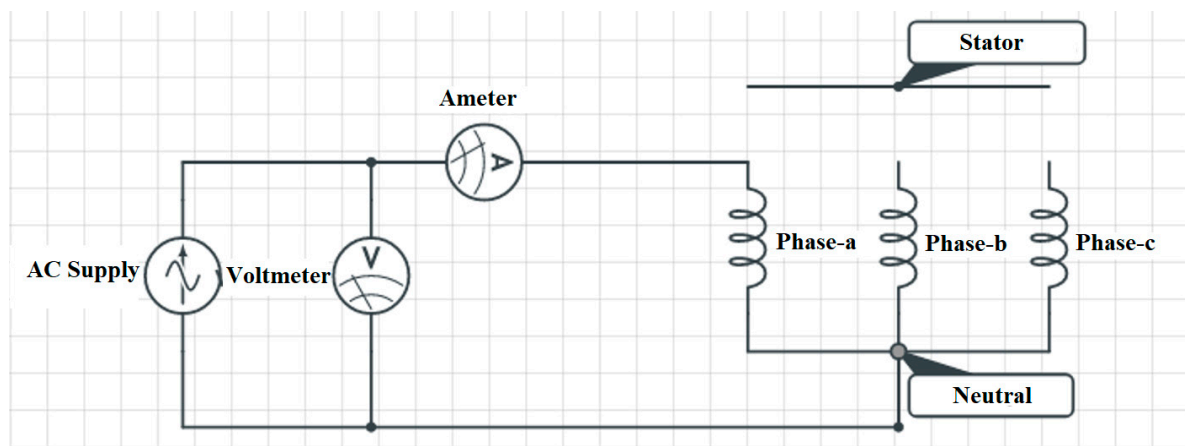 Stator
Ameter
A
Phase-a
Phase-b
Phase-c
AC Supply
Voltmeter
V
Neutral